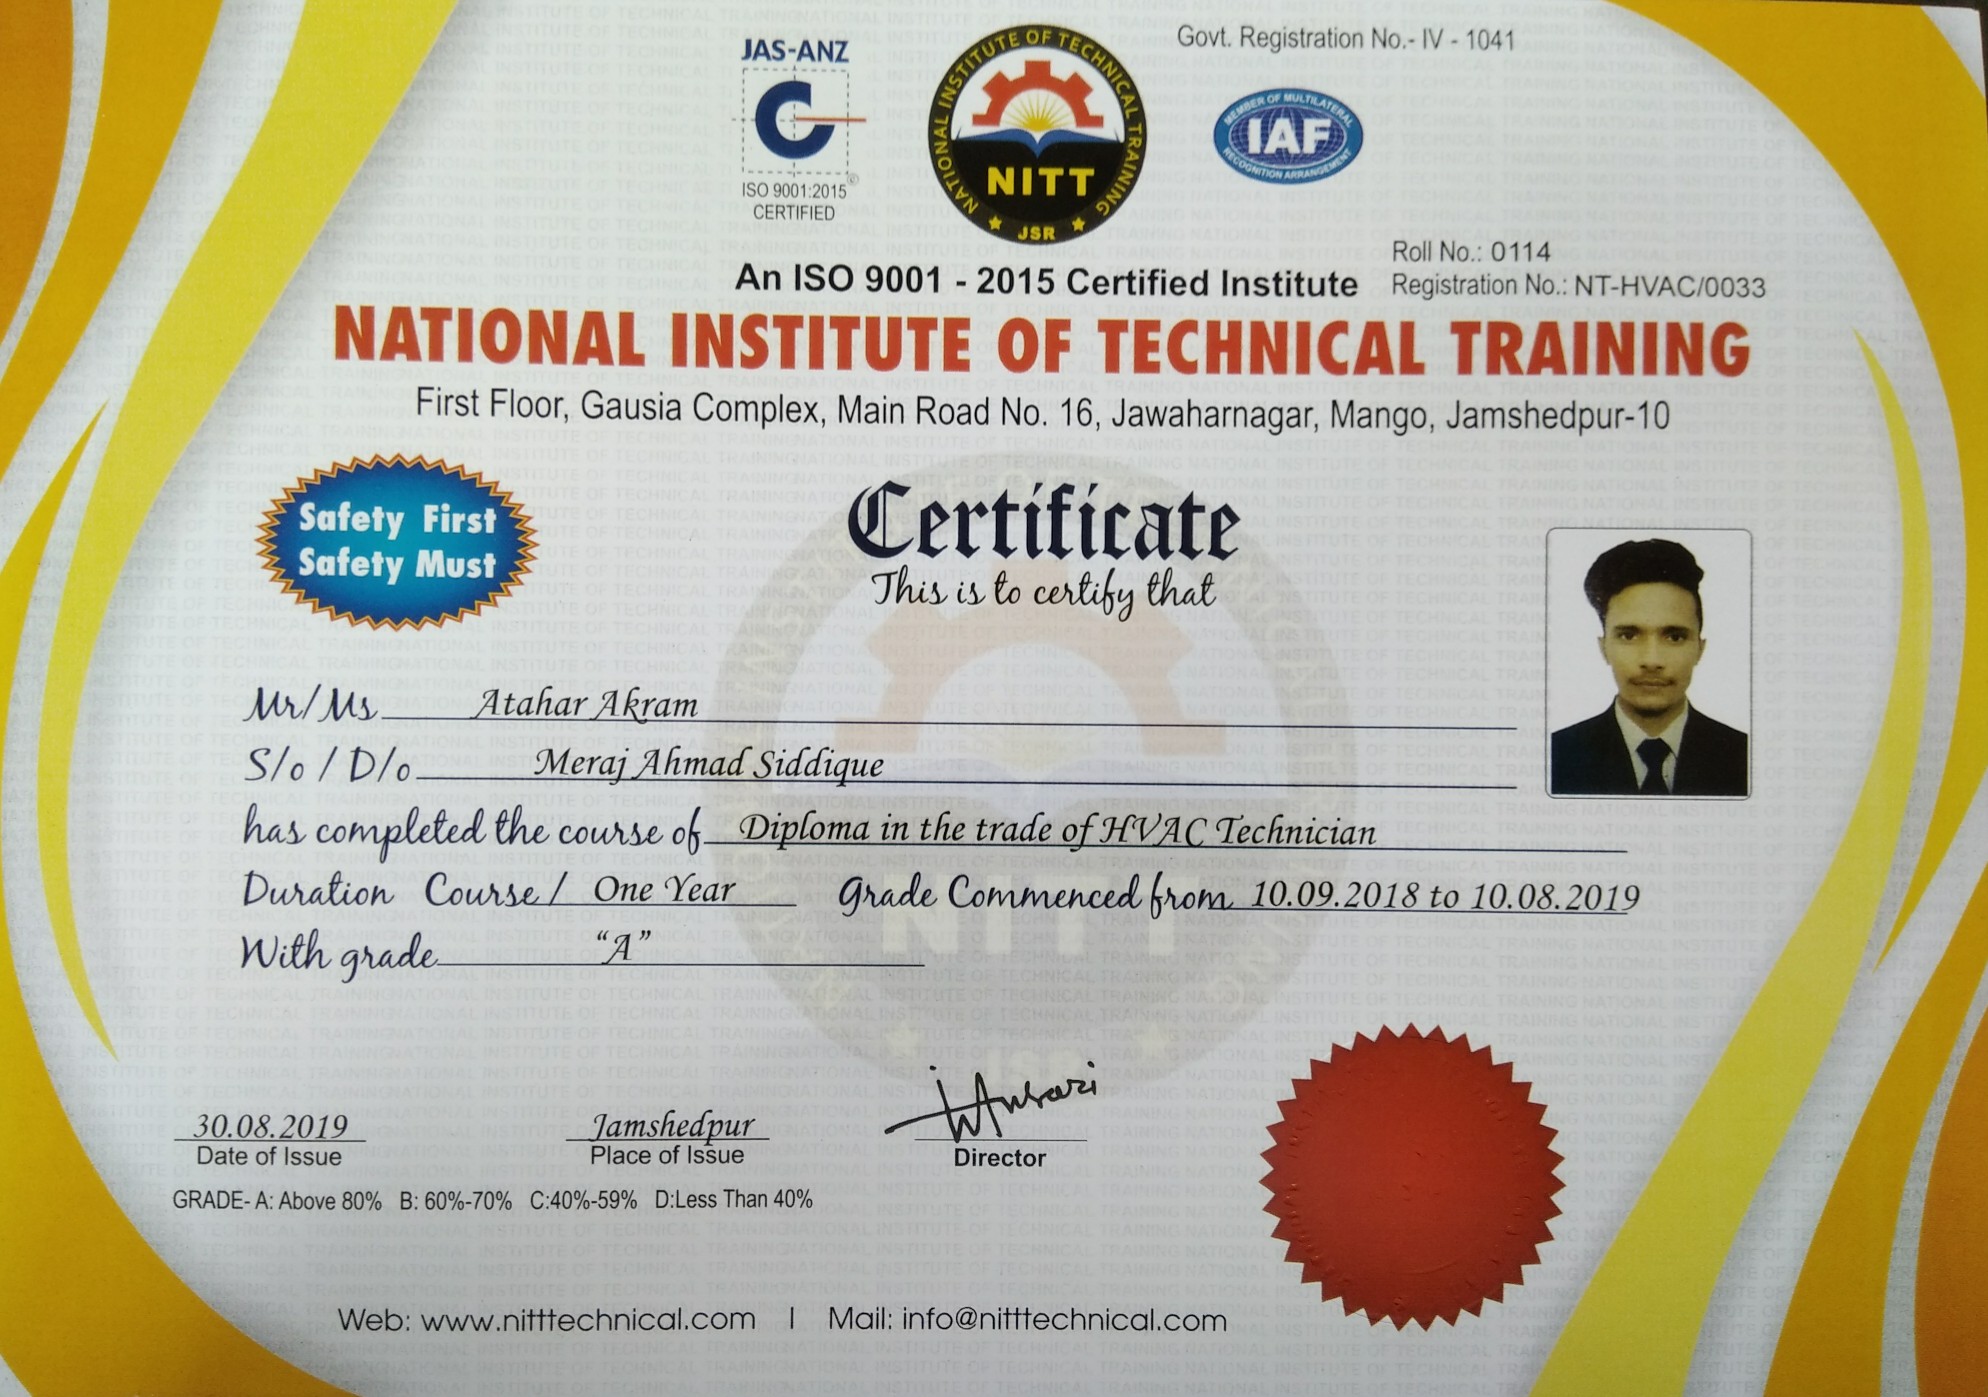 Govt. Registration No.- IV - 1041
JAS-ANZ
ISO 9001:2015
CERTIFIED
NATIONAL INSTITUTE OF TECHNICAL TRAINING
NITT
JSR
MEMBER OF MULTILATERAL
IAF
RECOGNITION ARRANGEMENT
Roll No.: 0114
An ISO 9001 - 2015 Certified Institute
Registration No.: NT-HVAC/0033
NATIONAL INSTITUTE OF TECHNICAL TRAINING
First Floor, Gausia Complex, Main Road No. 16, Jawaharnagar, Mango, Jamshedpur-10
Safety First
Safety Must
Certificate
This is to certify that
Mr/Ms Atahar Akram
S/o / D/o Meraj Ahmad Siddique
has completed the course of Diploma in the trade of HVAC Technician
Duration Course / One Year Grade Commenced from 10.09.2018 to 10.08.2019
With grade "A"
30.08.2019 Jamshedpur
Date of Issue Place of Issue Director
GRADE- A: Above 80% B: 60%-70% C:40%-59% D:Less Than 40%
Web: www.nitttechnical.com | Mail: info@nitttechnical.com